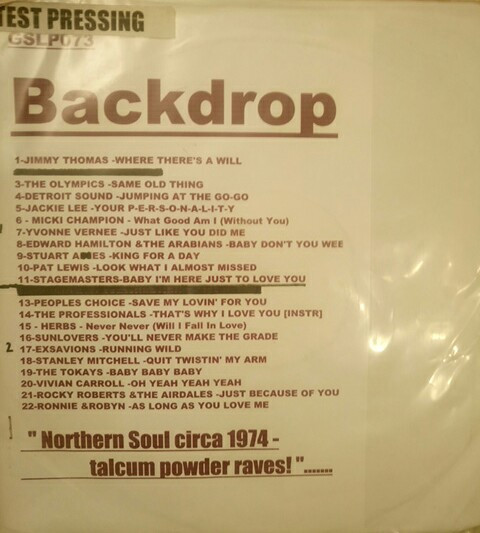 TEST PRESSING
GSLP073
Backdrop
1-JIMMY THOMAS -WHERE THERE'S A WILL
3-THE OLYMPICS -SAME OLD THING
4-DETROIT SOUND -JUMPING AT THE GO-GO
5-JACKIE LEE -YOUR P-E-R-S-O-N-A-L-I-T-Y
6 - MICKI CHAMPION - What Good Am I (Without You)
7-YVONNE VERNEE -JUST LIKE YOU DID ME
8-EDWARD HAMILTON &THE ARABIANS -BABY DON'T YOU WEE
9-STUART AMES -KING FOR A DAY
10-PAT LEWIS -LOOK WHAT I ALMOST MISSED
11-STAGEMASTERS-BABY I'M HERE JUST TO LOVE YOU
13-PEOPLES CHOICE -SAVE MY LOVIN' FOR YOU
14-THE PROFESSIONALS -THAT'S WHY I LOVE YOU [INSTR]
15 - HERBS - Never Never (Will I Fall In Love)
16-SUNLOVERS -YOU'LL NEVER MAKE THE GRADE
2 17-EXSAVIONS -RUNNING WILD
18-STANLEY MITCHELL -QUIT TWISTIN' MY ARM
19-THE TOKAYS -BABY BABY BABY
20-VIVIAN CARROLL -OH YEAH YEAH YEAH
21-ROCKY ROBERTS &THE AIRDALES -JUST BECAUSE OF YOU
22-RONNIE &ROBYN -AS LONG AS YOU LOVE ME
" Northern Soul circa 1974 -
talcum powder raves! ".......